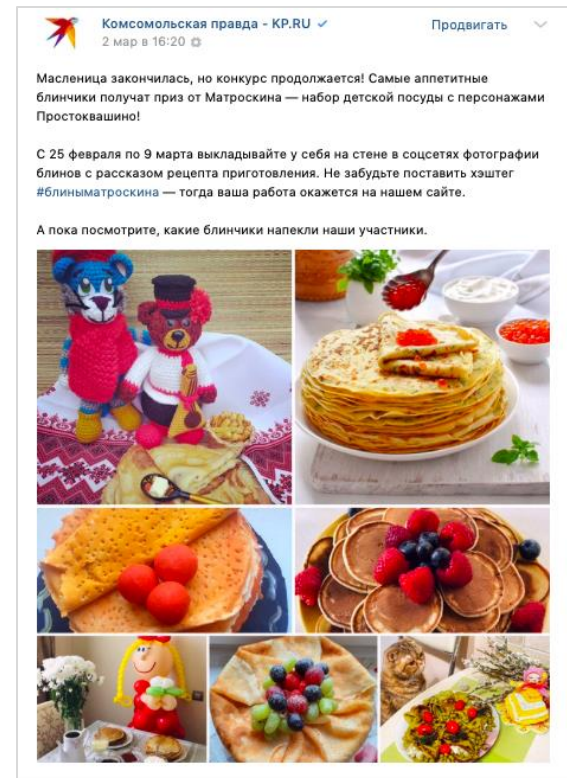 Комсомольская правда - KP.RU
Продвигать
2 мар в 16:20
Масленица закончилась, но конкурс продолжается! Самые аппетитные
блинчики получат приз от Матроскина — набор детской посуды с персонажами
Простоквашино!
С 25 февраля по 9 марта выкладывайте у себя на стене в соцсетях фотографии
блинов с рассказом рецепта приготовления. Не забудьте поставить хэштег
#блиныматроскина — тогда ваша работа окажется на нашем сайте.
А пока посмотрите, какие блинчики напекли наши участники.